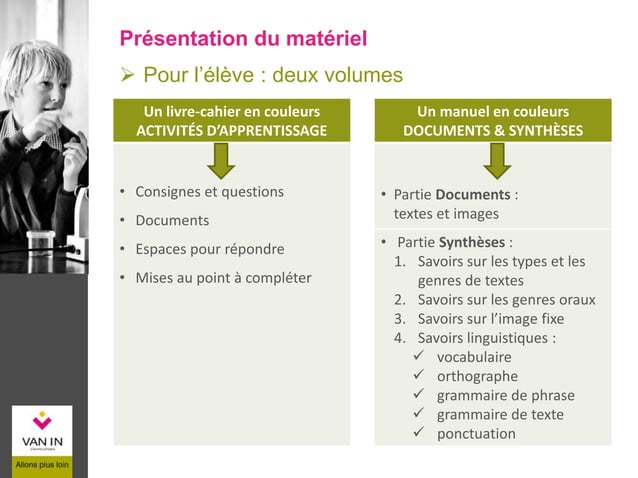 Présentation du matériel
➢ Pour l’élève : deux volumes
Un livre-cahier en couleurs
ACTIVITÉS D’APPRENTISSAGE
• Consignes et questions
• Documents
• Espaces pour répondre
• Mises au point à compléter
Un manuel en couleurs
DOCUMENTS & SYNTHÈSES
• Partie Documents :
textes et images
• Partie Synthèses :
1. Savoirs sur les types et les
genres de textes
2. Savoirs sur les genres oraux
3. Savoirs sur l’image fixe
4. Savoirs linguistiques :
✓ vocabulaire
✓ orthographe
✓ grammaire de phrase
✓ grammaire de texte
✓ ponctuation
VAN IN
Allons plus loin